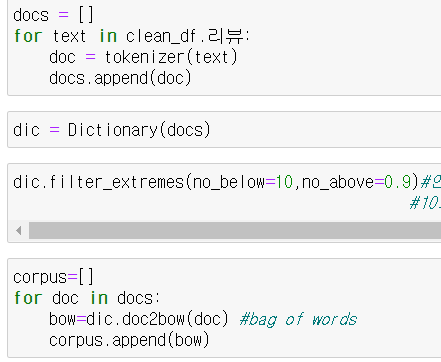 docs = []
for text in clean_df.리뷰:
    doc = tokenizer(text)
    docs.append(doc)
dic = Dictionary(docs)
dic.filter_extremes(no_below=10,no_above=0.9)#
#10
corpus=[]
for doc in docs:
    bow=dic.doc2bow(doc) #bag of words
    corpus.append(bow)